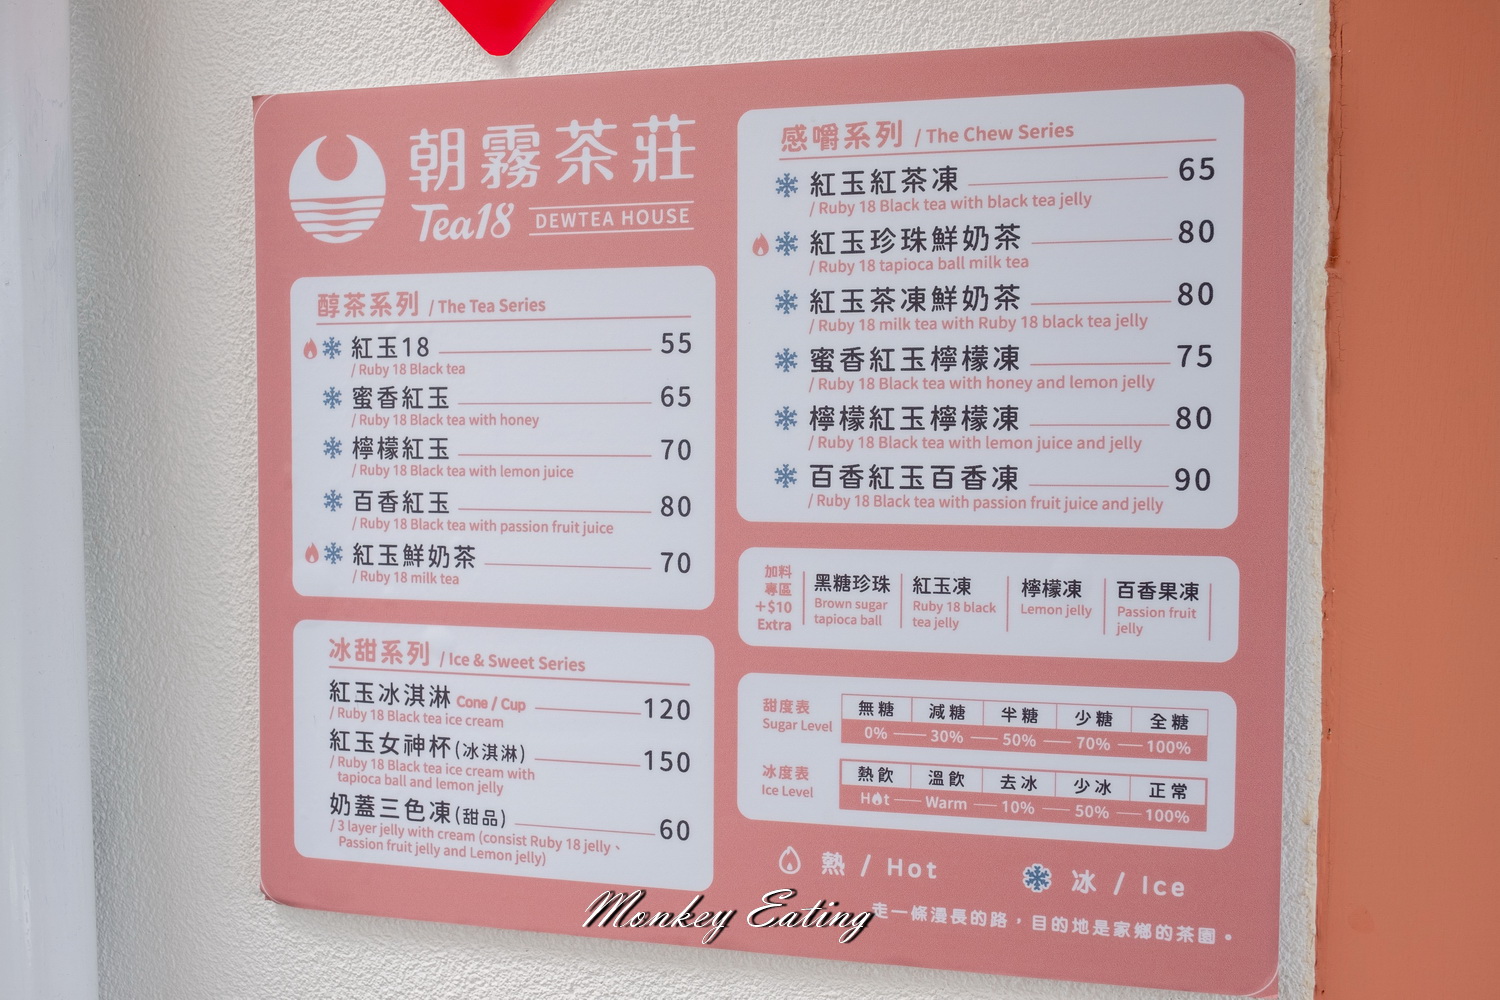 朝霧茶莊
Tea18 DEWTEA HOUSE
醇茶系列 / The Tea Series
紅玉18 55
/ Ruby 18 Black tea
蜜香紅玉 65
/ Ruby 18 Black tea with honey
檸檬紅玉 70
/ Ruby 18 Black tea with lemon juice
百香紅玉 80
/ Ruby 18 Black tea with passion fruit juice
紅玉鮮奶茶 70
/ Ruby 18 milk tea
冰甜系列 / Ice & Sweet Series
紅玉冰淇淋 Cone / Cup 120
/ Ruby 18 Black tea ice cream
紅玉女神杯(冰淇淋) 150
/ Ruby 18 Black tea ice cream with
tapioca ball and lemon jelly
奶蓋三色凍(甜品) 60
/ 3 layer jelly with cream (consist Ruby 18 jelly、
Passion fruit jelly and Lemon jelly)
感嚼系列 / The Chew Series
紅玉紅茶凍 65
/ Ruby 18 Black tea with black tea jelly
紅玉珍珠鮮奶茶 80
/ Ruby 18 tapioca ball milk tea
紅玉茶凍鮮奶茶 80
/ Ruby 18 milk tea with Ruby 18 black tea jelly
蜜香紅玉檸檬凍 75
/ Ruby 18 Black tea with honey and lemon jelly
檸檬紅玉檸檬凍 80
/ Ruby 18 Black tea with lemon juice and jelly
百香紅玉百香凍 90
/ Ruby 18 Black tea with passion fruit juice and jelly
加料
專區
+$10
Extra
黑糖珍珠
Brown sugar
tapioca ball
紅玉凍
Ruby 18 black
tea jelly
檸檬凍
Lemon jelly
百香果凍
Passion fruit
jelly
甜度表
Sugar Level
無糖 減糖 半糖 少糖 全糖
0% 30% 50% 70% 100%
冰度表
Ice Level
熱飲 溫飲 去冰 少冰 正常
Hot Warm 10% 50% 100%
熱 / Hot 冰 / Ice
走一條漫長的路，目的地是家鄉的茶園。
Monkey Eating